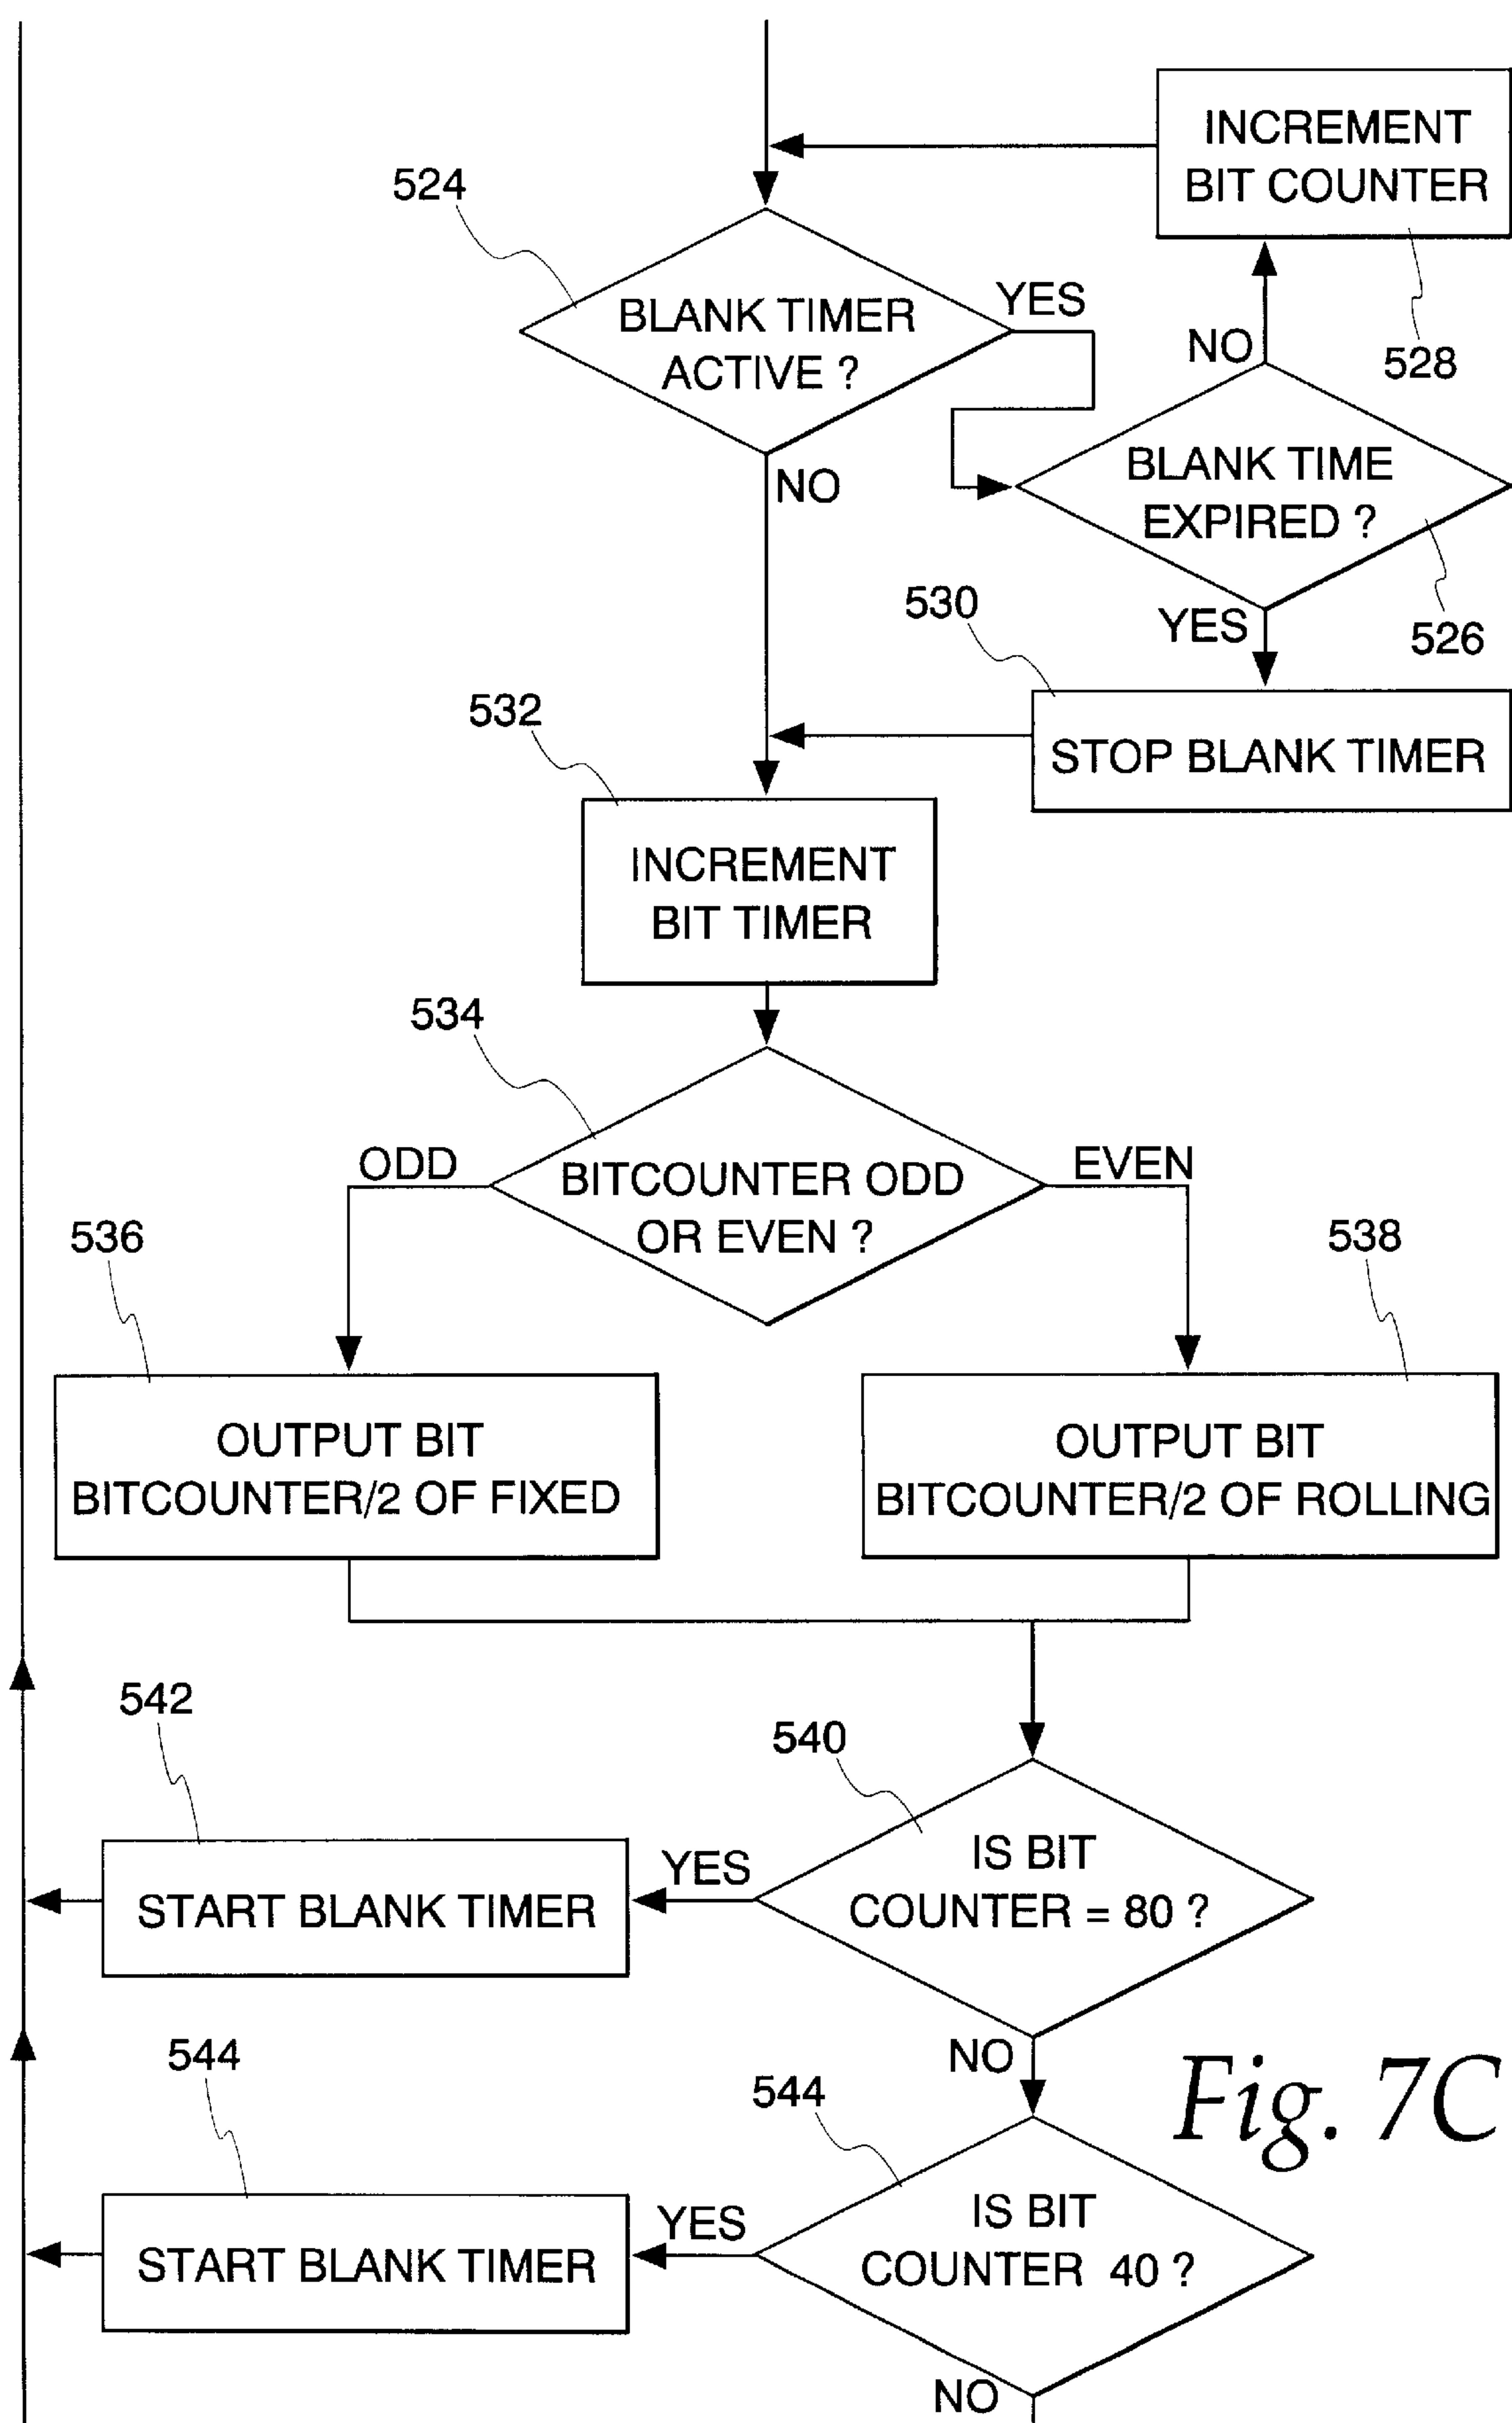 INCREMENT
BIT COUNTER
528
524
BLANK TIMER
ACTIVE ?
YES
NO
NO
BLANK TIME
EXPIRED ?
526
YES
530
STOP BLANK TIMER
532
INCREMENT
BIT TIMER
534
BITCOUNTER ODD
OR EVEN ?
ODD
EVEN
536
OUTPUT BIT
BITCOUNTER/2 OF FIXED
538
OUTPUT BIT
BITCOUNTER/2 OF ROLLING
540
IS BIT
COUNTER = 80 ?
YES
542
START BLANK TIMER
NO
544
IS BIT
COUNTER 40 ?
YES
544
START BLANK TIMER
NO
Fig. 7C